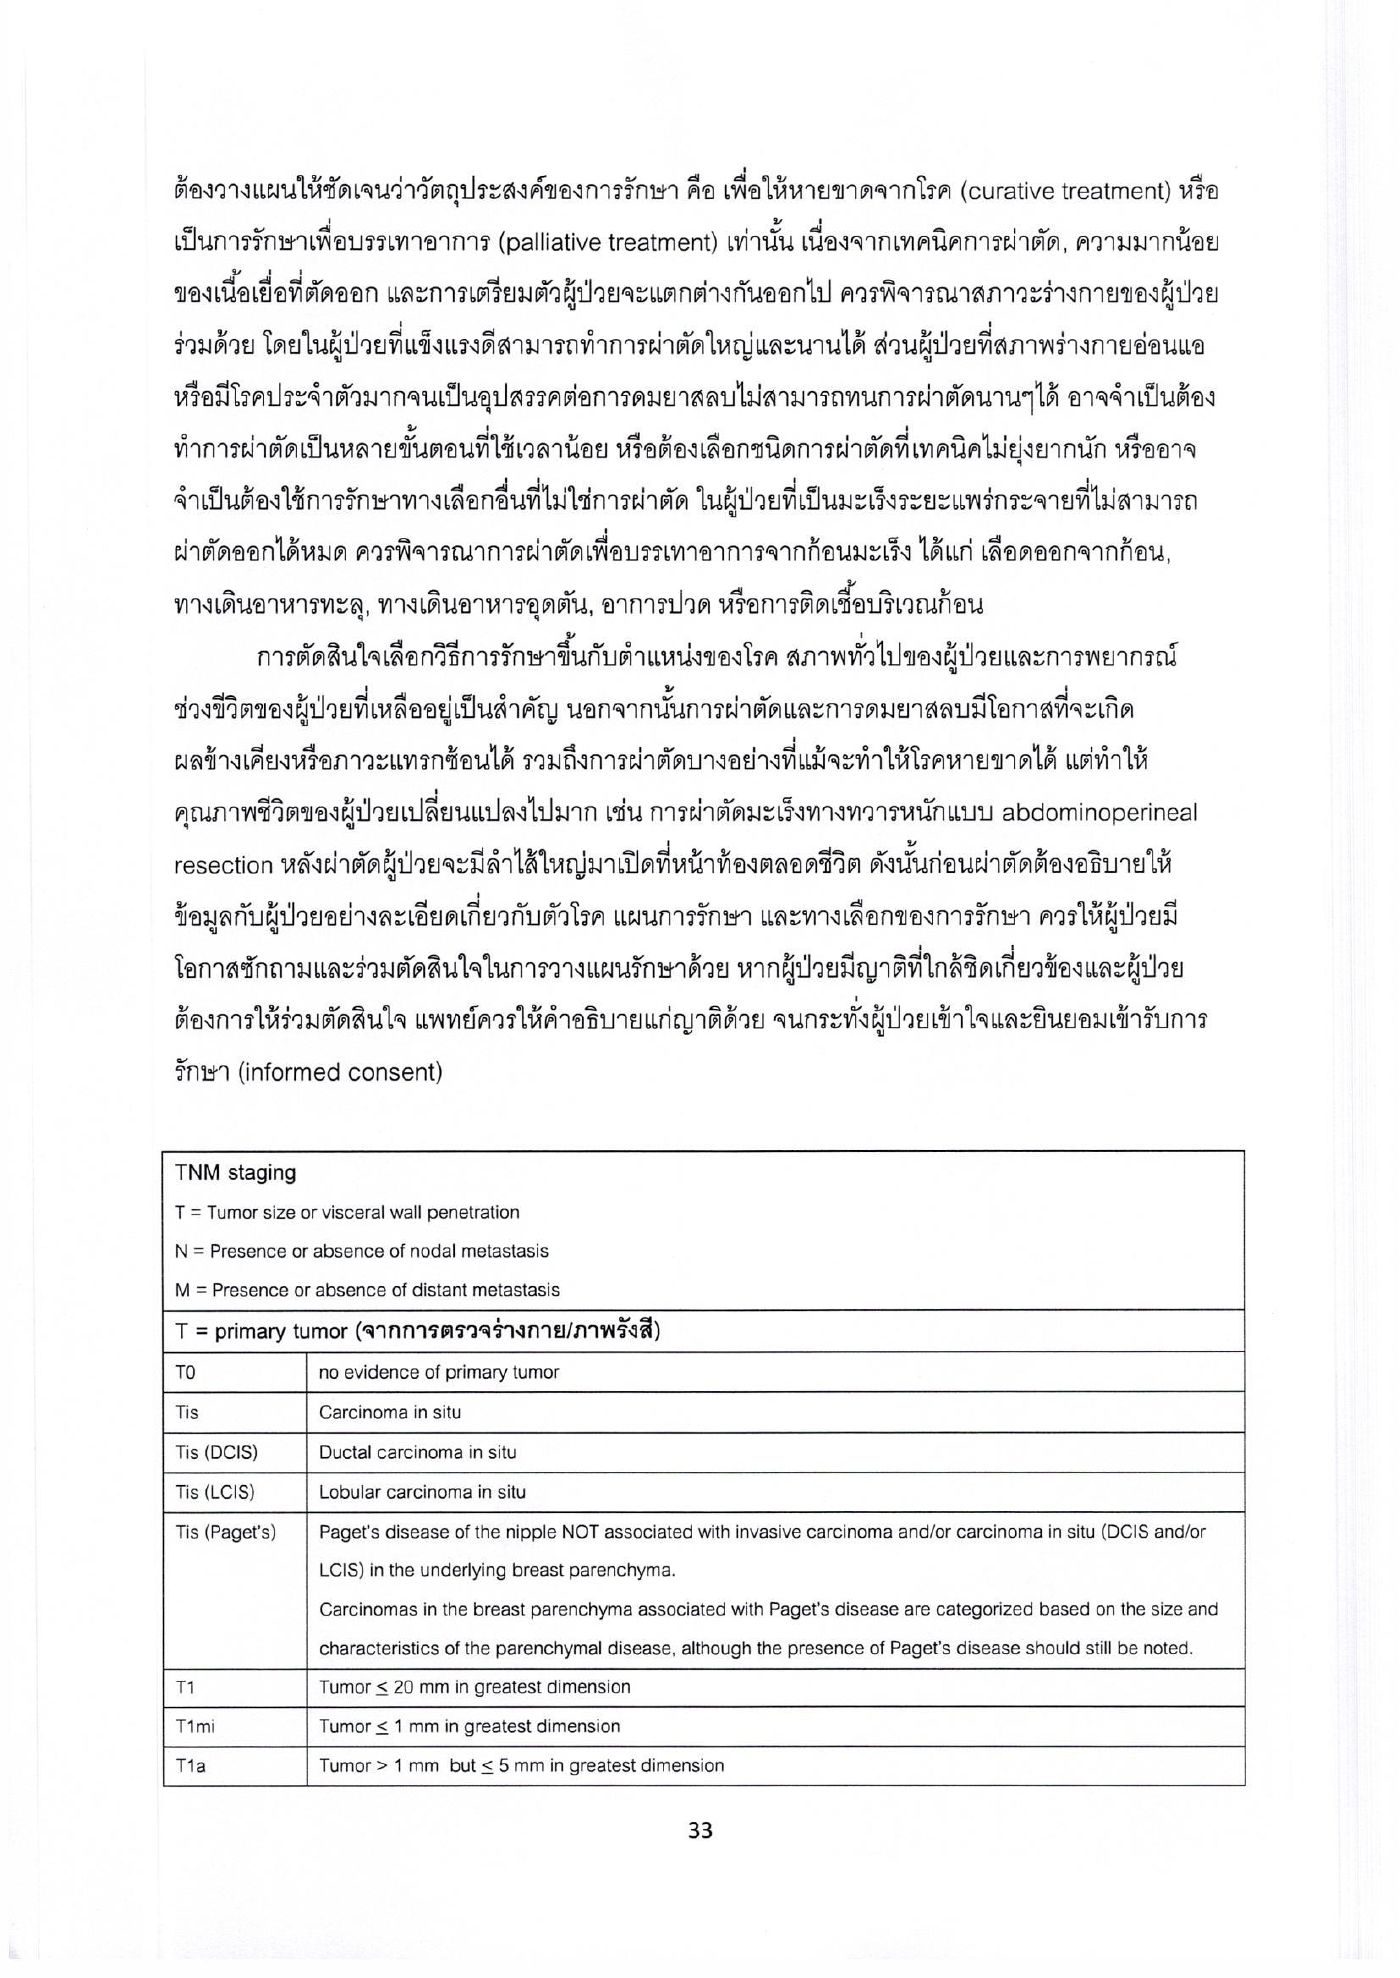 ต้องวางแผนให้ชัดเจนว่าวัตถุประสงค์ของการรักษา คือ เพื่อให้หายขาดจากโรค (curative treatment) หรือ
เป็นการรักษาเพื่อบรรเทาอาการ (palliative treatment) เท่านั้น เนื่องจากเทคนิคการผ่าตัด, ความมากน้อย
ของเนื้อเยื่อที่ตัดออก และการเตรียมตัวผู้ป่วยจะแตกต่างกันออกไป ควรพิจารณาสภาวะร่างกายของผู้ป่วย
ร่วมด้วย โดยในผู้ป่วยที่แข็งแรงดีสามารถทำการผ่าตัดใหญ่และนานได้ ส่วนผู้ป่วยที่สภาพร่างกายอ่อนแอ
หรือมีโรคประจำตัวมากจนเป็นอุปสรรคต่อการดมยาสลบไม่สามารถทนการผ่าตัดนานๆได้ อาจจำเป็นต้อง
ทำการผ่าตัดเป็นหลายขั้นตอนที่ใช้เวลาน้อย หรือต้องเลือกชนิดการผ่าตัดที่เทคนิคไม่ยุ่งยากนัก หรืออาจ
จำเป็นต้องใช้การรักษาทางเลือกอื่นที่ไม่ใช่การผ่าตัด ในผู้ป่วยที่เป็นมะเร็งระยะแพร่กระจายที่ไม่สามารถ
ผ่าตัดออกได้หมด ควรพิจารณาการผ่าตัดเพื่อบรรเทาอาการจากก้อนมะเร็ง ได้แก่ เลือดออกจากก้อน,
ทางเดินอาหารทะลุ, ทางเดินอาหารอุดตัน, อาการปวด หรือการติดเชื้อบริเวณก้อน
การตัดสินใจเลือกวิธีการรักษาขึ้นกับตำแหน่งของโรค สภาพทั่วไปของผู้ป่วยและการพยากรณ์
ช่วงชีวิตของผู้ป่วยที่เหลืออยู่เป็นสำคัญ นอกจากนั้นการผ่าตัดและการดมยาสลบมีโอกาสที่จะเกิด
ผลข้างเคียงหรือภาวะแทรกซ้อนได้ รวมถึงการผ่าตัดบางอย่างที่แม้จะทำให้โรคหายขาดได้ แต่ทำให้
คุณภาพชีวิตของผู้ป่วยเปลี่ยนแปลงไปมาก เช่น การผ่าตัดมะเร็งทางทวารหนักแบบ abdominoperineal
resection หลังผ่าตัดผู้ป่วยจะมีลำไส้ใหญ่มาเปิดที่หน้าท้องตลอดชีวิต ดังนั้นก่อนผ่าตัดต้องอธิบายให้
ข้อมูลกับผู้ป่วยอย่างละเอียดเกี่ยวกับตัวโรค แผนการรักษา และทางเลือกของการรักษา ควรให้ผู้ป่วยมี
โอกาสซักถามและร่วมตัดสินใจในการวางแผนรักษาด้วย หากผู้ป่วยมีญาติที่ใกล้ชิดเกี่ยวข้องและผู้ป่วย
ต้องการให้ร่วมตัดสินใจ แพทย์ควรให้คำอธิบายแก่ญาติด้วย จนกระทั่งผู้ป่วยเข้าใจและยินยอมเข้ารับการ
รักษา (informed consent)
TNM staging
T = Tumor size or visceral wall penetration
N = Presence or absence of nodal metastasis
M = Presence or absence of distant metastasis
T = primary tumor (จากการตรวจร่างกาย/ภาพรังสี)
T0 no evidence of primary tumor
Tis Carcinoma in situ
Tis (DCIS) Ductal carcinoma in situ
Tis (LCIS) Lobular carcinoma in situ
Tis (Paget's) Paget's disease of the nipple NOT associated with invasive carcinoma and/or carcinoma in situ (DCIS and/or
LCIS) in the underlying breast parenchyma.
Carcinomas in the breast parenchyma associated with Paget's disease are categorized based on the size and
characteristics of the parenchymal disease, although the presence of Paget's disease should still be noted.
T1 Tumor ≤ 20 mm in greatest dimension
T1mi Tumor ≤ 1 mm in greatest dimension
T1a Tumor > 1 mm but ≤ 5 mm in greatest dimension
33